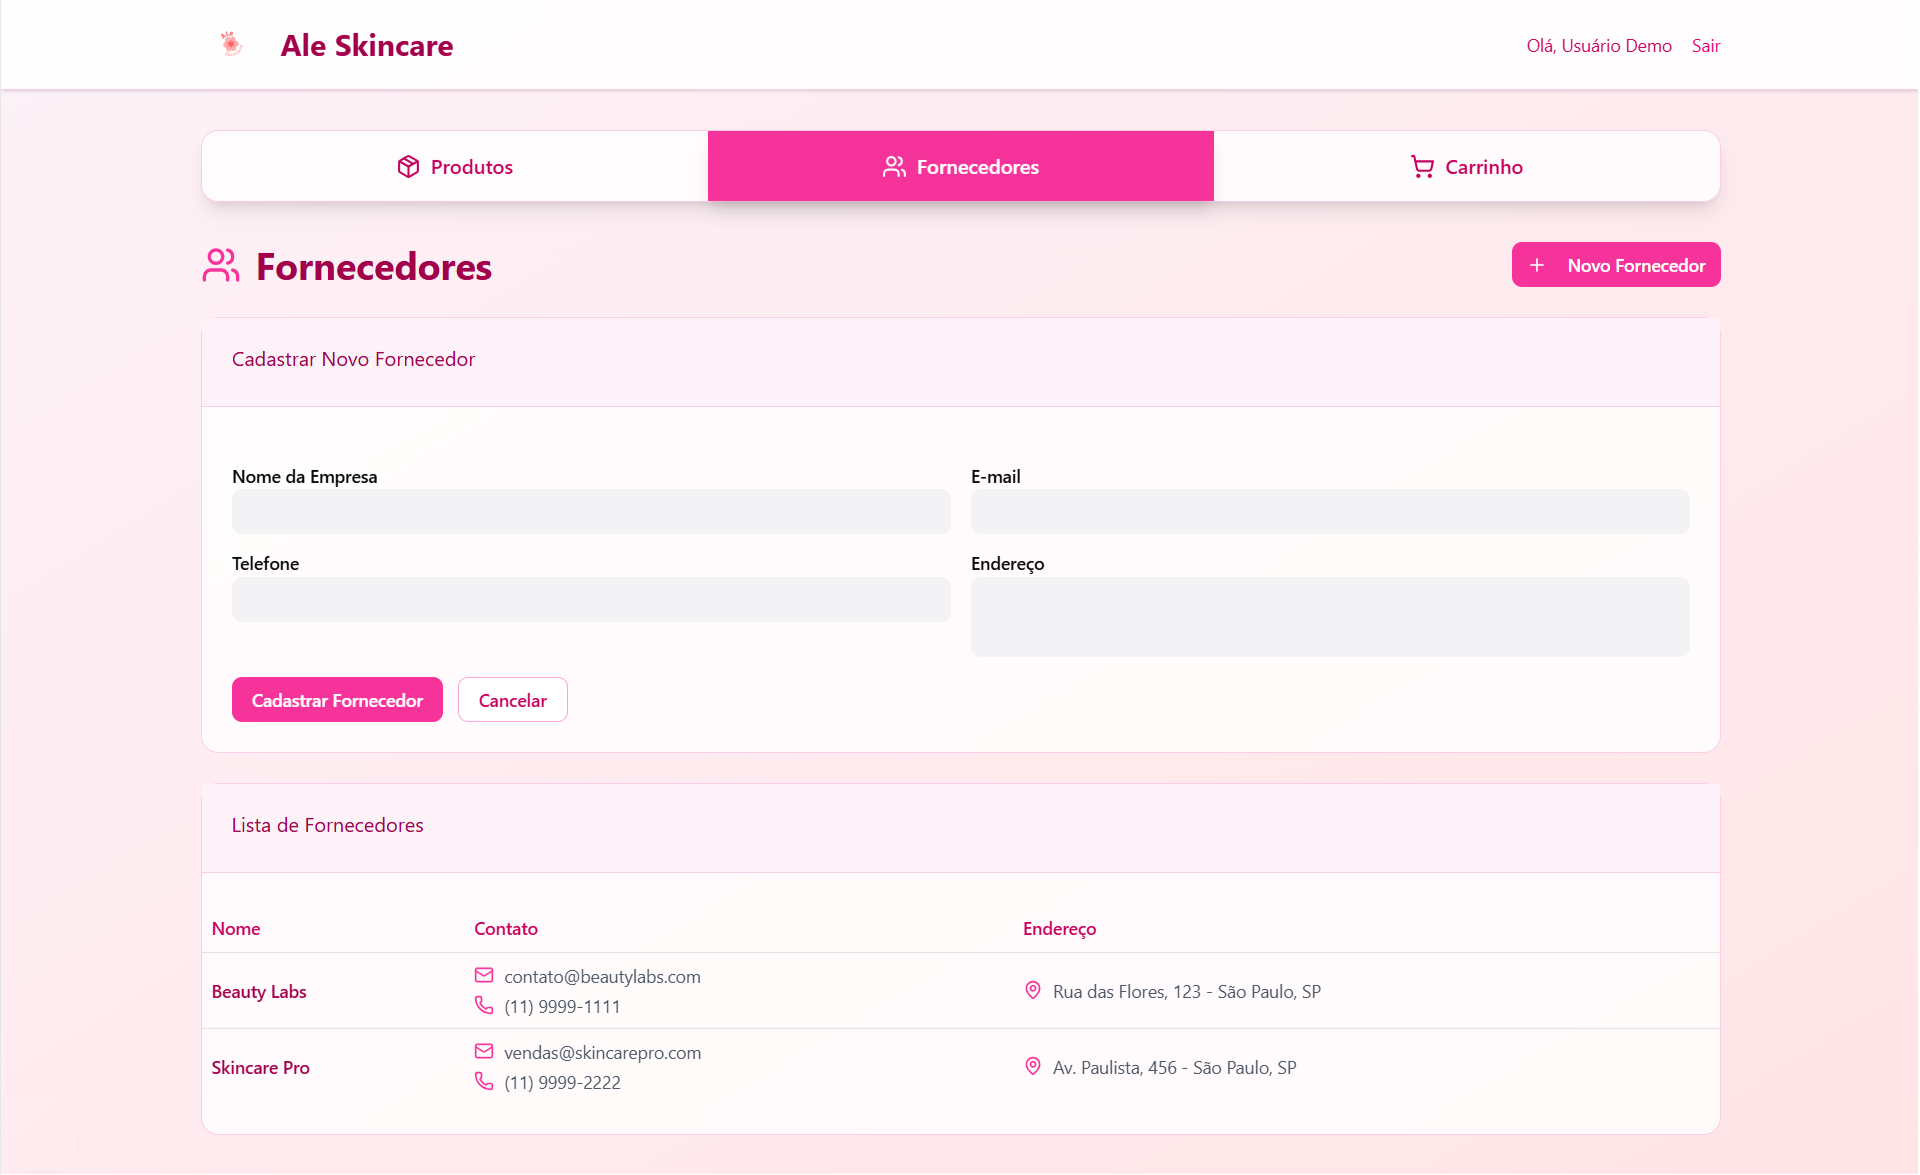 Ale Skincare
Olá, Usuário Demo Sair
Produtos
Fornecedores
Carrinho
Fornecedores
Novo Fornecedor
Cadastrar Novo Fornecedor
Nome da Empresa
E-mail
Telefone
Endereço
Cadastrar Fornecedor
Cancelar
Lista de Fornecedores
Nome Contato Endereço
Beauty Labs
contato@beautylabs.com
(11) 9999-1111
Rua das Flores, 123 - São Paulo, SP
Skincare Pro
vendas@skincarepro.com
(11) 9999-2222
Av. Paulista, 456 - São Paulo, SP